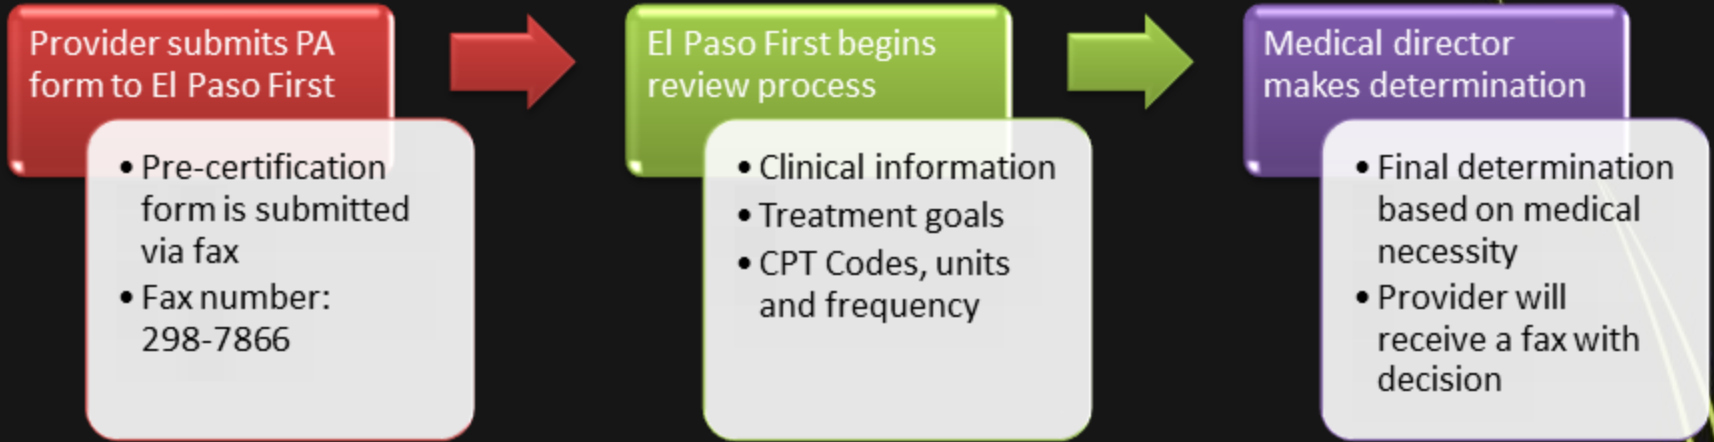 Provider submits PA
form to El Paso First
• Pre-certification
form is submitted
via fax
• Fax number:
298-7866
El Paso First begins
review process
• Clinical information
• Treatment goals
• CPT Codes, units
and frequency
Medical director
makes determination
• Final determination
based on medical
necessity
• Provider will
receive a fax with
decision